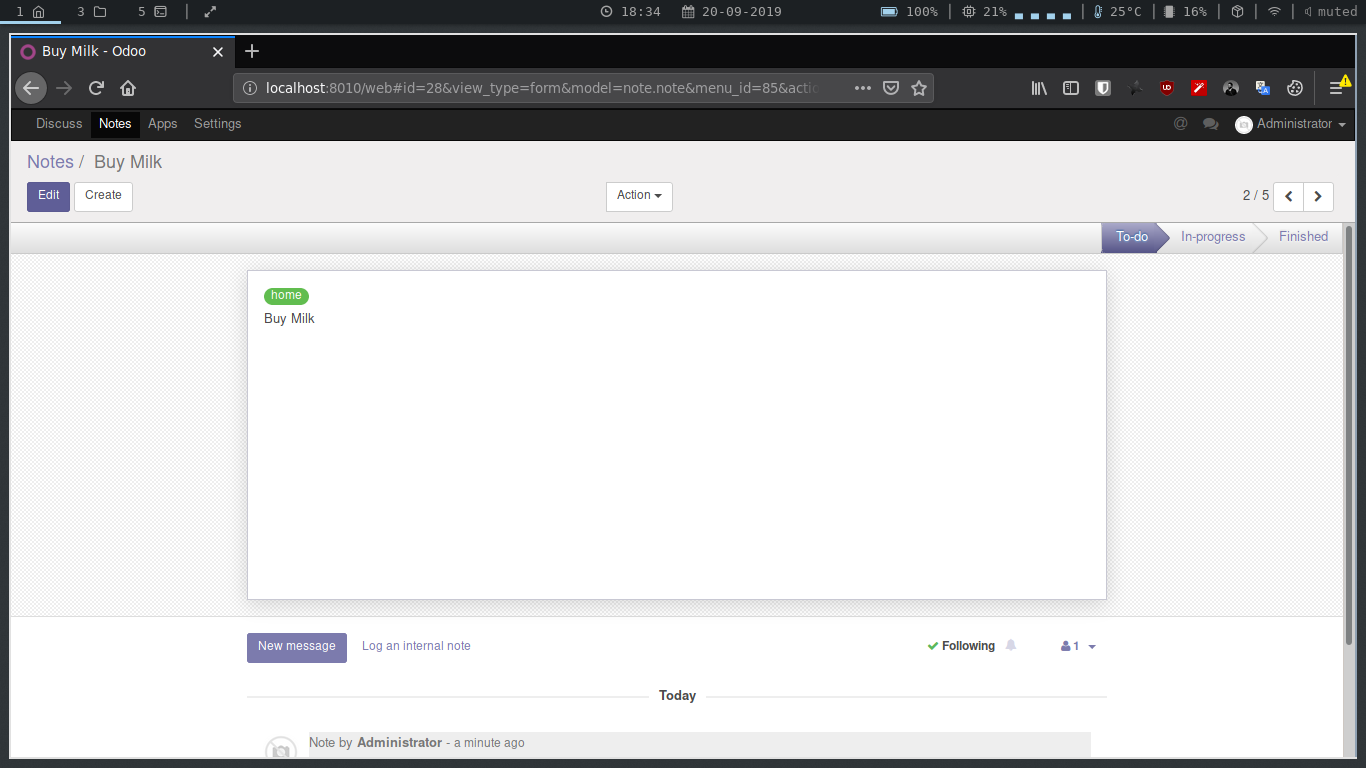 1 3 5 18:34 20-09-2019 100% 21% 25°C 16% muted
Buy Milk - Odoo
localhost:8010/web#id=28&view_type=form&model=note.note&menu_id=85&acti
Discuss Notes Apps Settings @ Administrator
Notes / Buy Milk
Edit Create Action 2 / 5
To-do In-progress Finished
home
Buy Milk
New message Log an internal note Following 1
Today
Note by Administrator - a minute ago